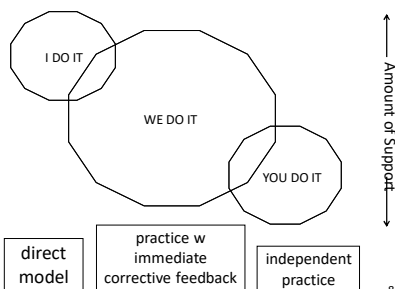 I DO IT
WE DO IT
YOU DO IT
Amount of Support
direct
model
practice w
immediate
corrective feedback
independent
practice